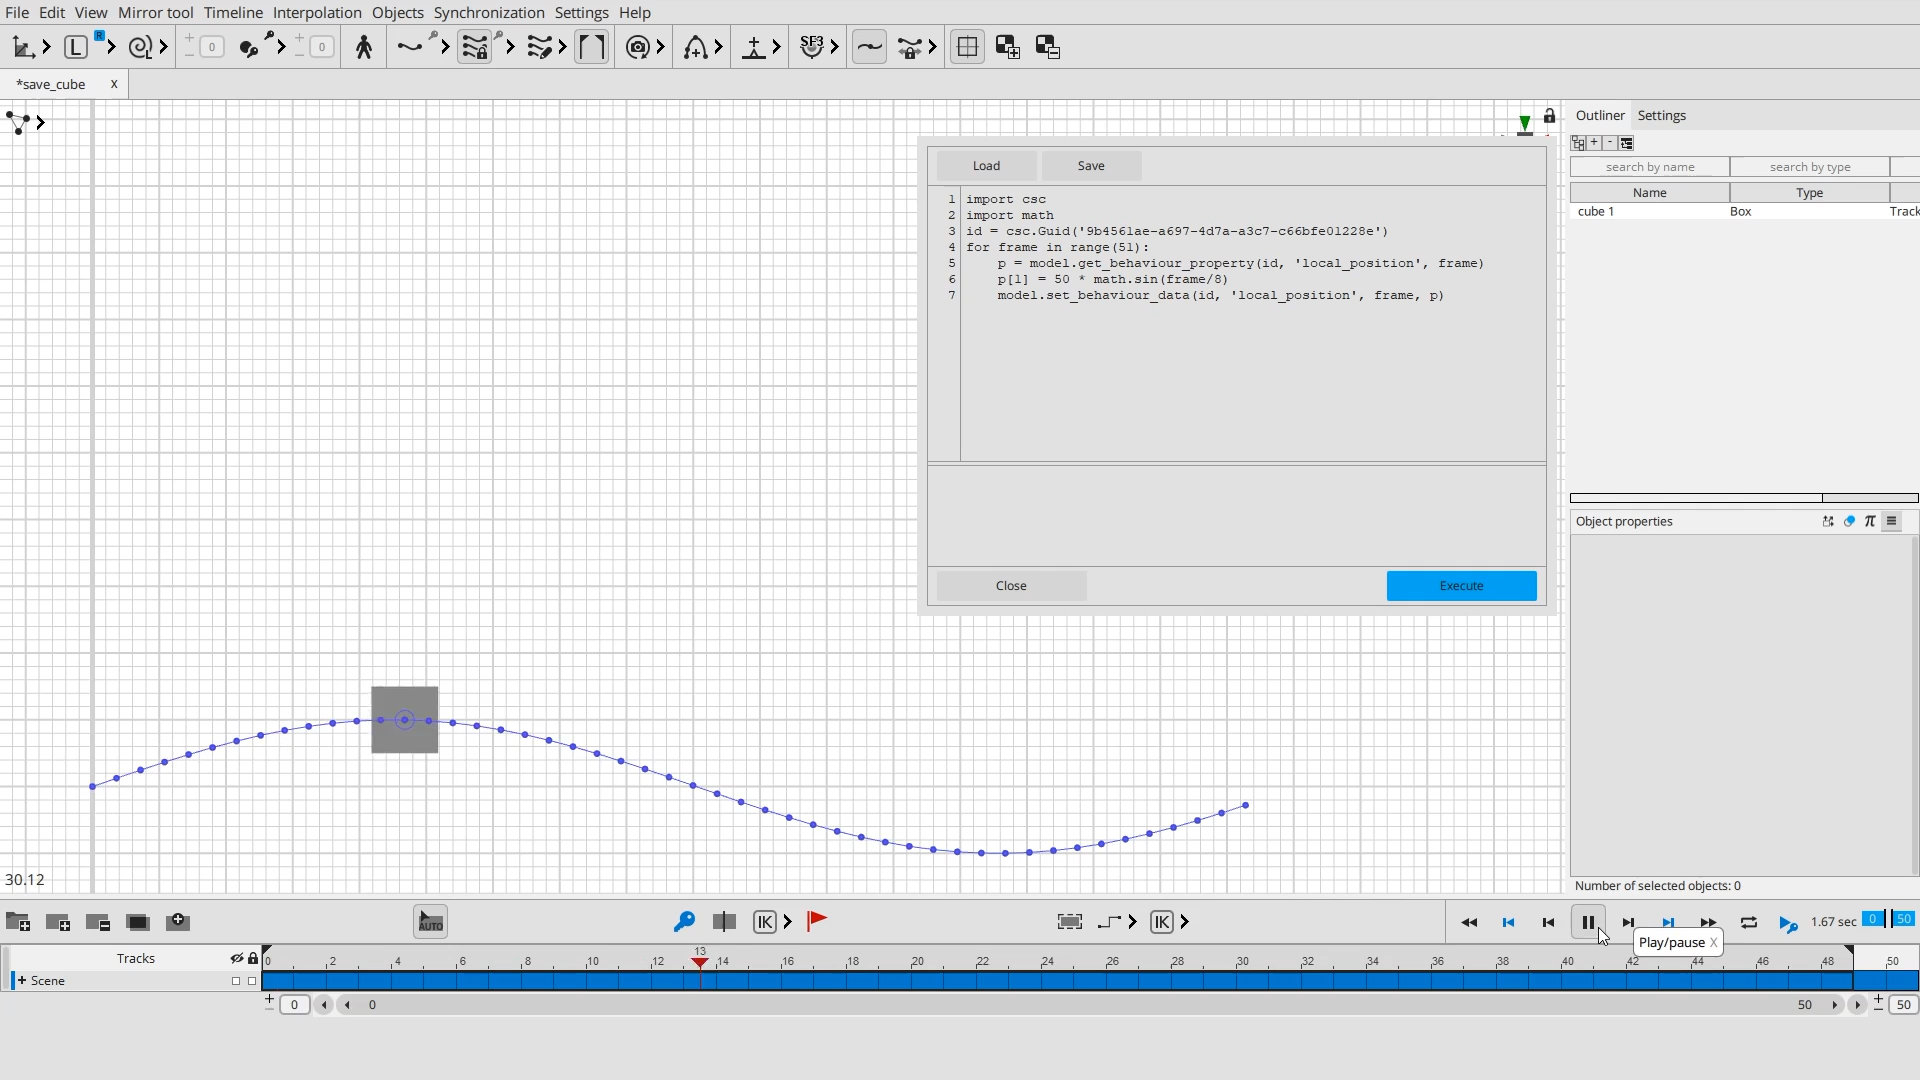 File Edit View Mirror tool Timeline Interpolation Objects Synchronization Settings Help
L R 0 0 SF3
*save_cube x
Outliner Settings
search by name search by type
Name Type
cube 1 Box Track
Load Save
1 import csc
2 import math
3 id = csc.Guid('9b4561ae-a697-4d7a-a3c7-c66bfe01228e')
4 for frame in range(51):
5 p = model.get_behaviour_property(id, 'local_position', frame)
6 p[1] = 50 * math.sin(frame/8)
7 model.set_behaviour_data(id, 'local_position', frame, p)
Close Execute
Object properties
30.12
Number of selected objects: 0
AUTO IK IK 1.67 sec 0 50
Play/pause X
Tracks 0 2 4 6 8 10 12 13 14 16 18 20 22 24 26 28 30 32 34 36 38 40 42 44 46 48 50
+ Scene
0 0 50 50